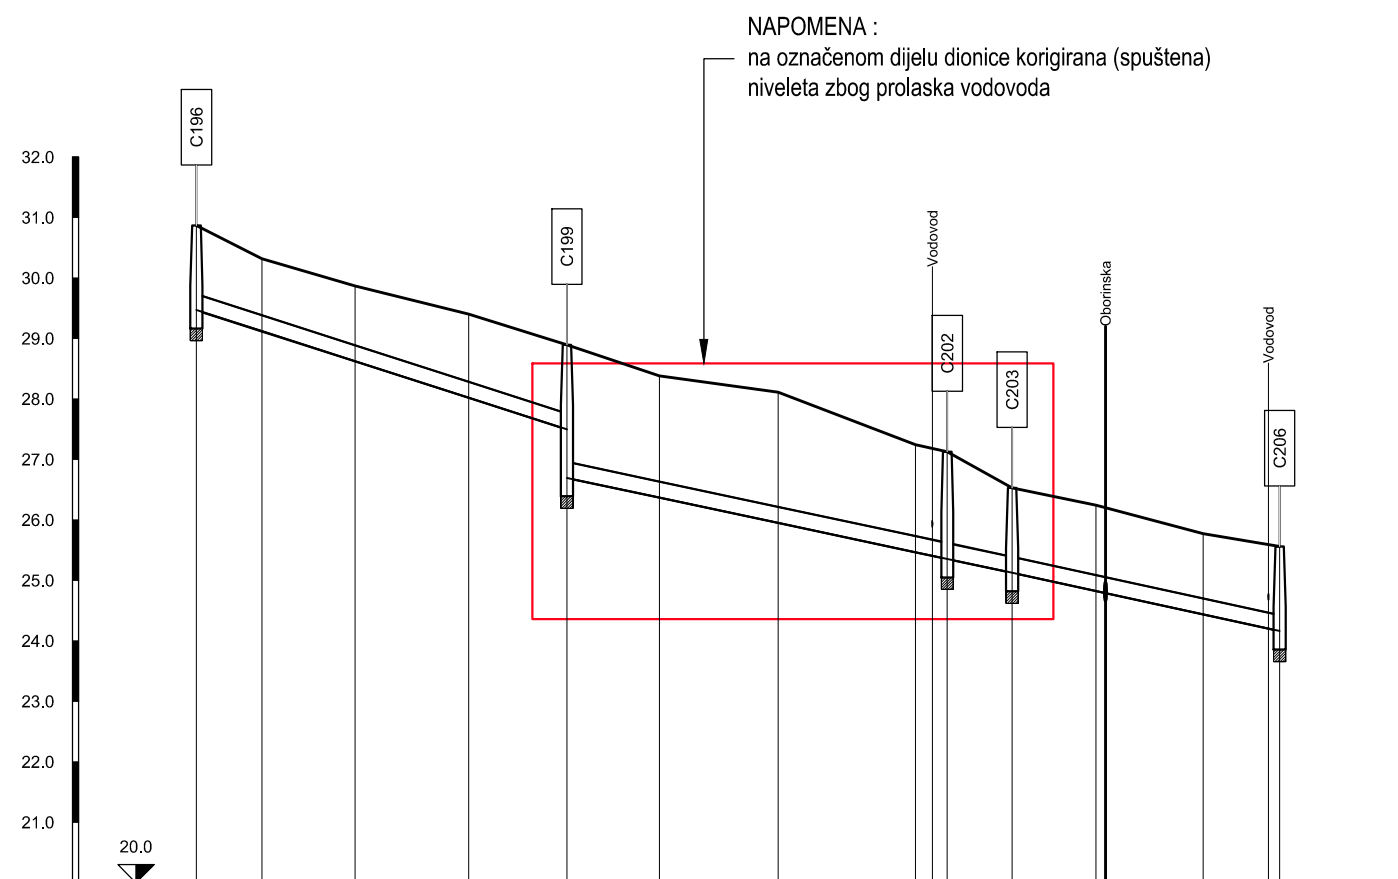 NAPOMENA :
na označenom dijelu dionice korigirana (spuštena)
niveleta zbog prolaska vodovoda
C196
C199
Vodovod
C202
C203
Oborinska
Vodovod
C206
32.0
31.0
30.0
29.0
28.0
27.0
26.0
25.0
24.0
23.0
22.0
21.0
20.0